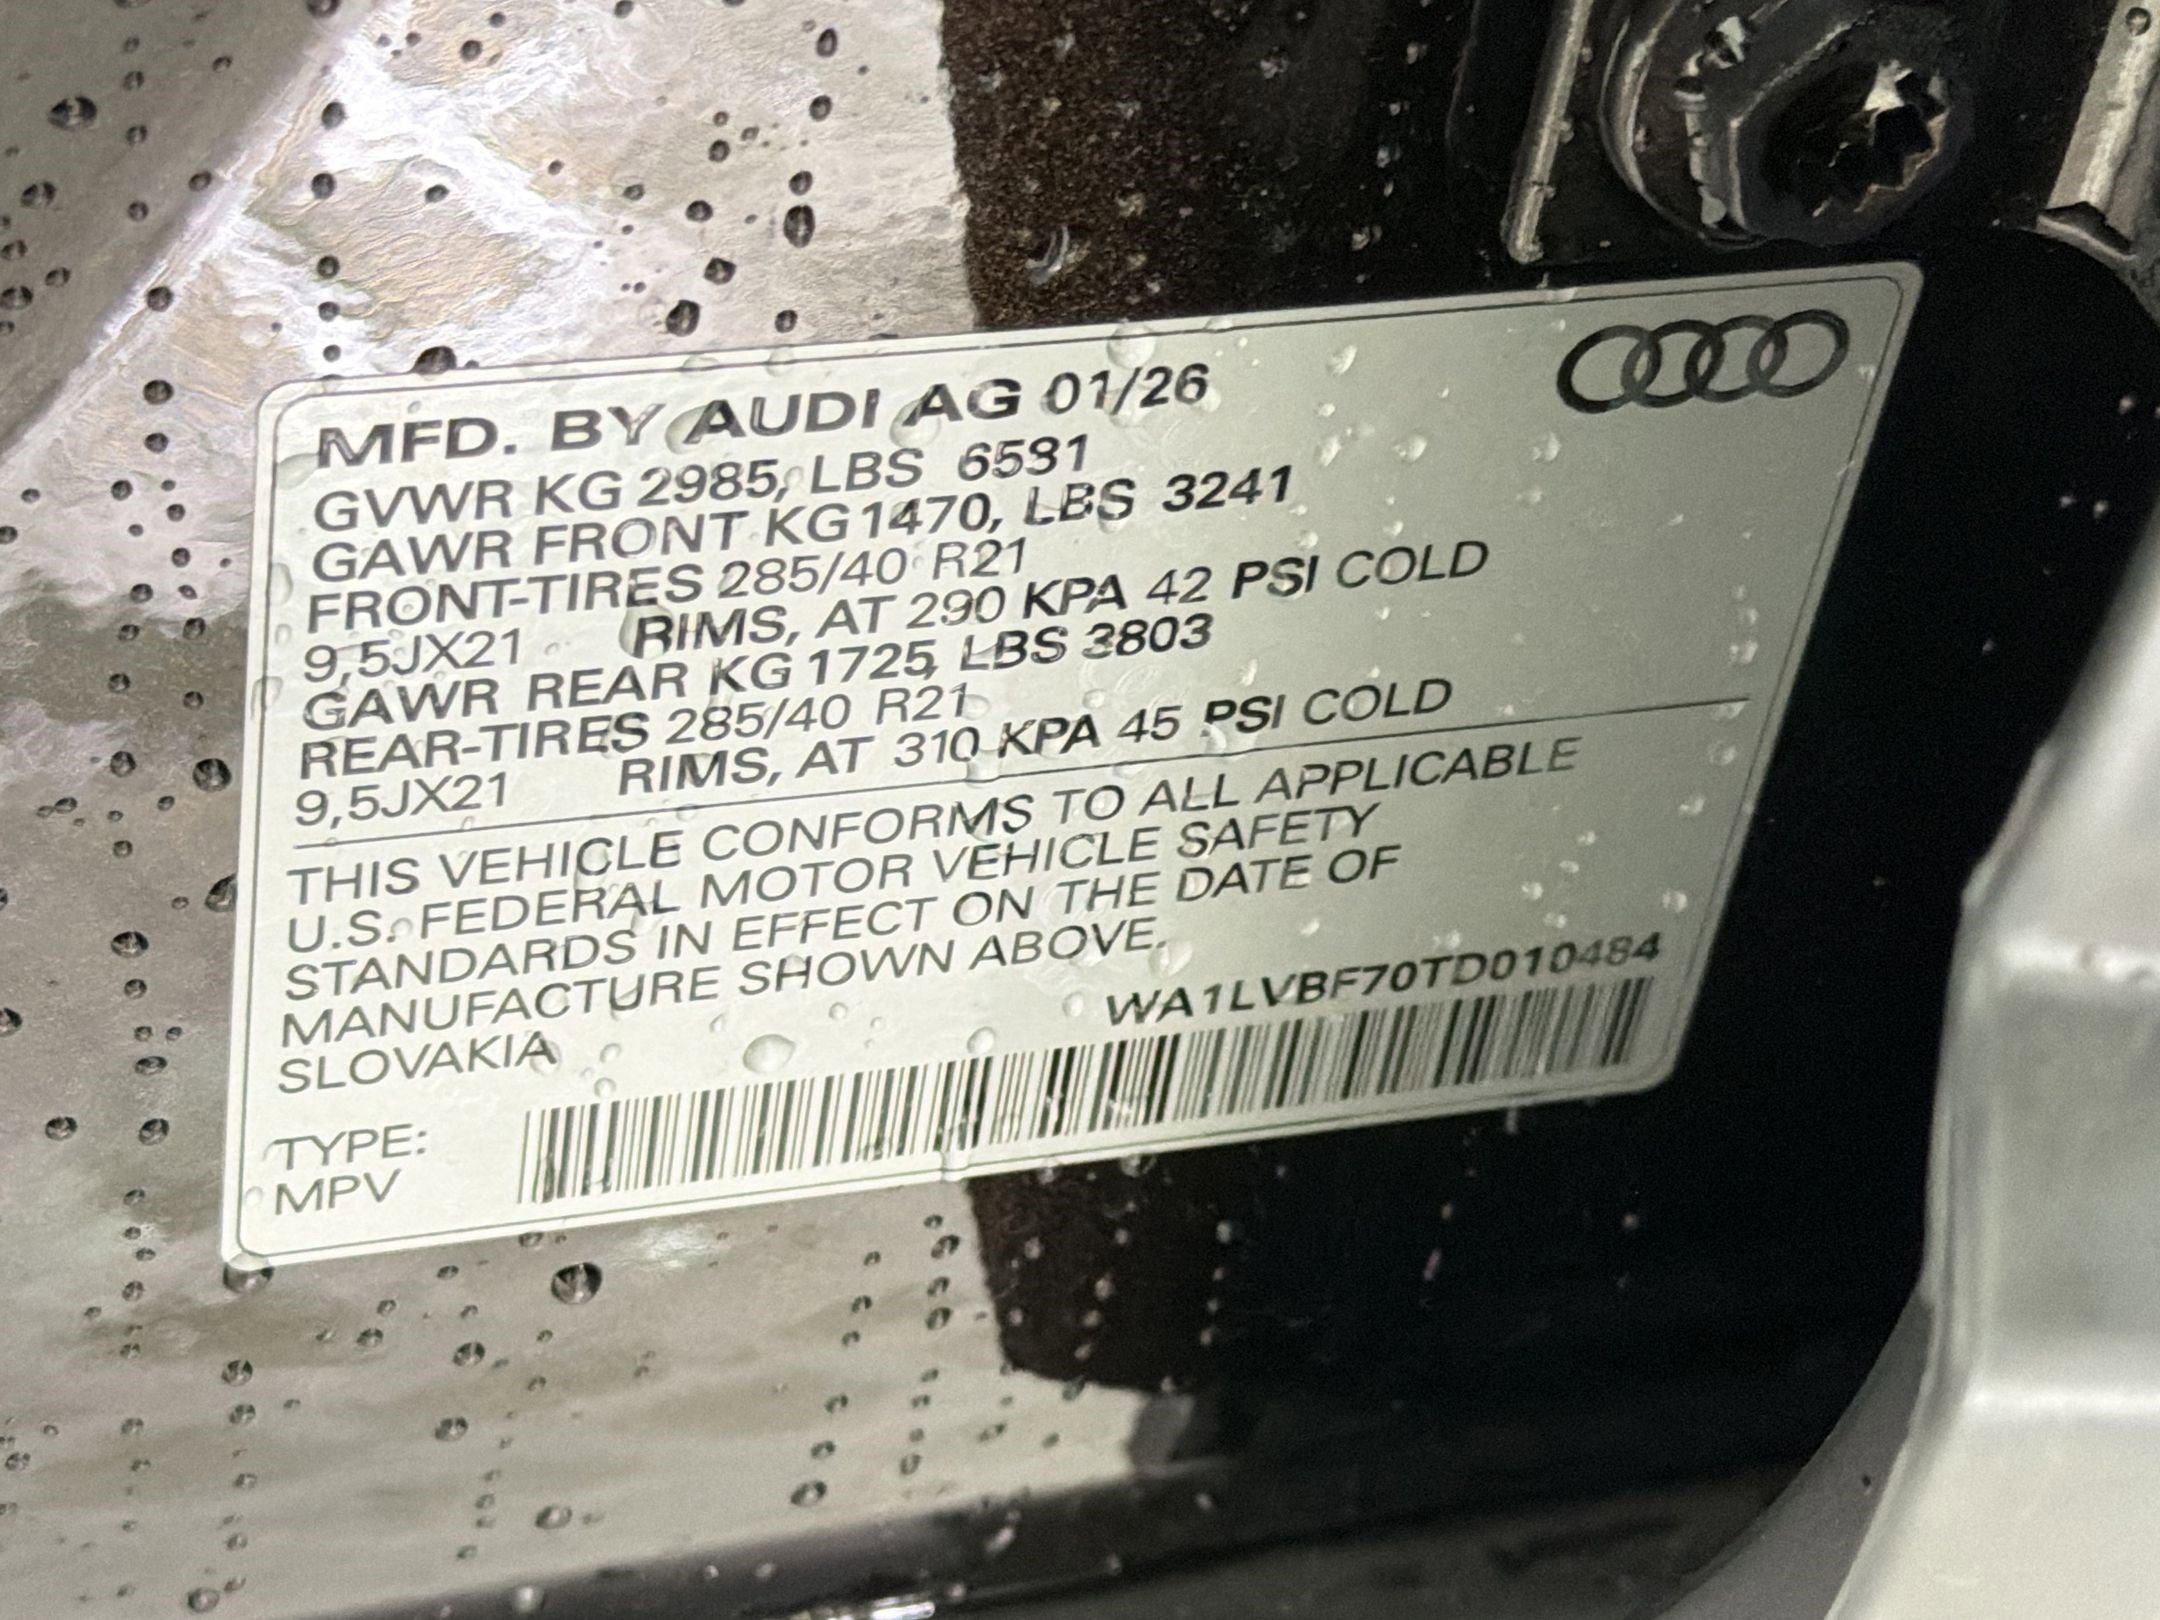 MFD. BY AUDI AG 01/26
GVWR KG 2985, LBS 6581
GAWR FRONT KG 1470, LBS 3241
FRONT-TIRES 285/40 R21
9,5JX21 RIMS, AT 290 KPA 42 PSI COLD
GAWR REAR KG 1725, LBS 3803
REAR-TIRES 285/40 R21
9,5JX21 RIMS, AT 310 KPA 45 PSI COLD
THIS VEHICLE CONFORMS TO ALL APPLICABLE
U.S. FEDERAL MOTOR VEHICLE SAFETY
STANDARDS IN EFFECT ON THE DATE OF
MANUFACTURE SHOWN ABOVE.
SLOVAKIA
WA1LVBF70TD010484
TYPE:
MPV